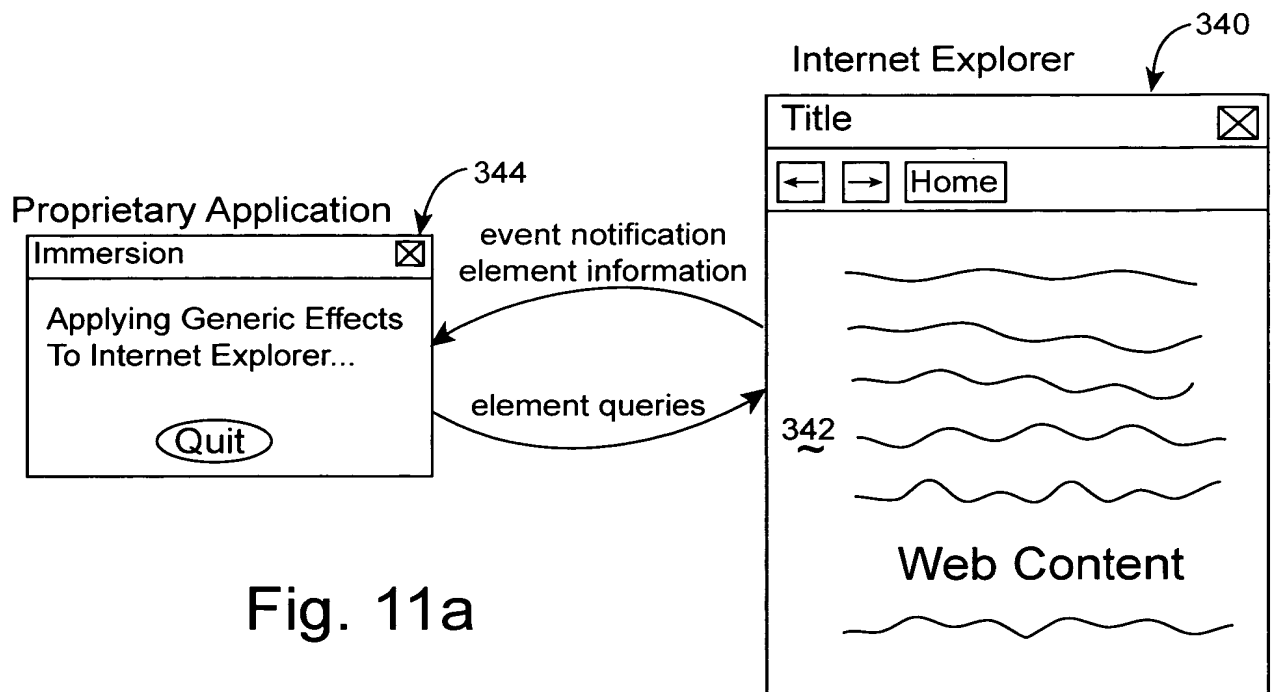 340
Internet Explorer
Title
Home
344
Proprietary Application
Immersion
Applying Generic Effects
To Internet Explorer...
Quit
event notification
element information
element queries
342
Web Content
Fig. 11a